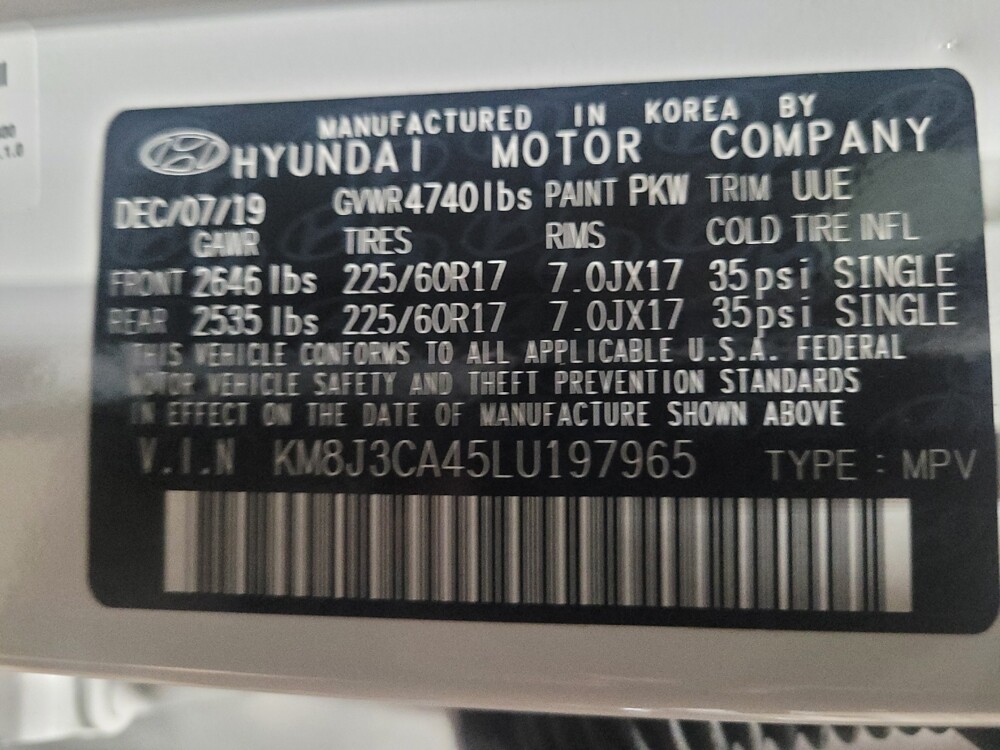 MANUFACTURED IN KOREA BY
HYUNDAI MOTOR COMPANY
DEC/07/19 GVWR4740lbs PAINT PKW TRIM UUE
GAWR TIRES RIMS COLD TIRE INFL
FRONT 2646 lbs 225/60R17 7.0JX17 35psi SINGLE
REAR 2535 lbs 225/60R17 7.0JX17 35psi SINGLE
THIS VEHICLE CONFORMS TO ALL APPLICABLE U.S.A. FEDERAL
MOTOR VEHICLE SAFETY AND THEFT PREVENTION STANDARDS
IN EFFECT ON THE DATE OF MANUFACTURE SHOWN ABOVE
V.I.N KM8J3CA45LU197965 TYPE : MPV